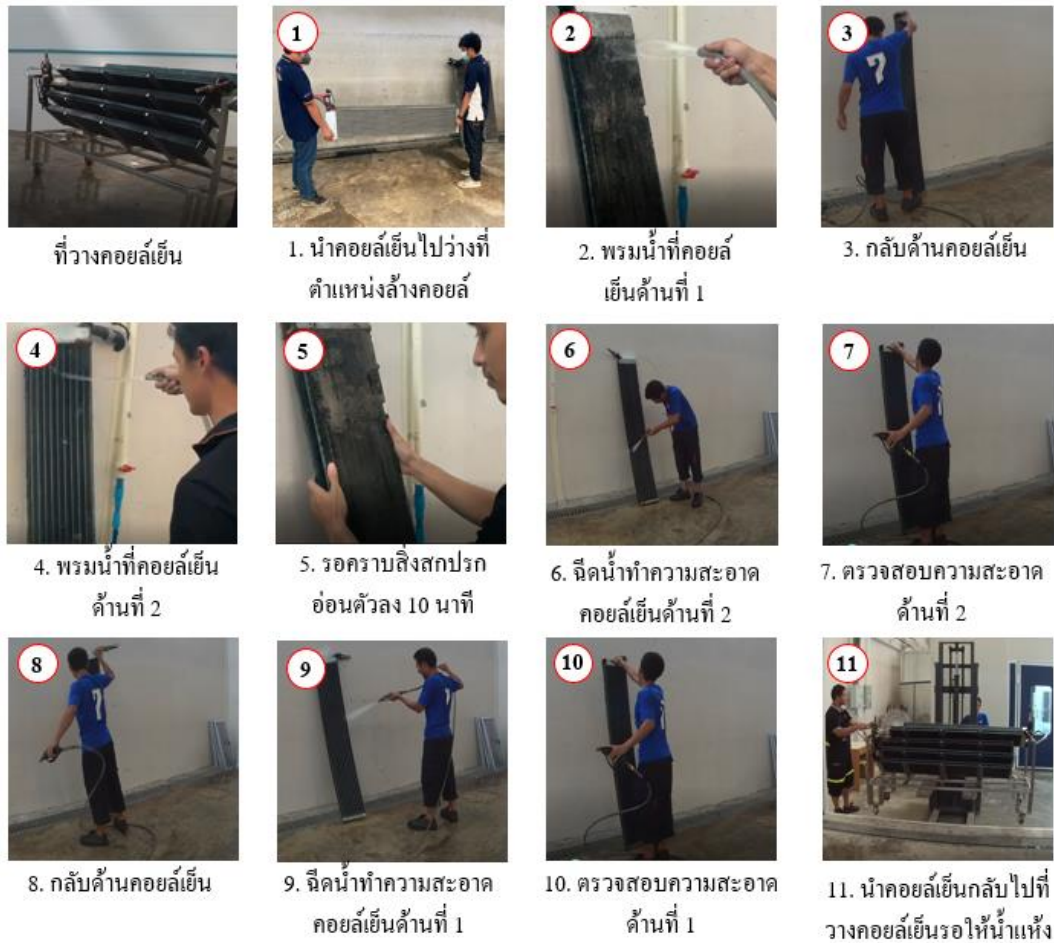 ที่วางคอยล์เย็น
1
1. นำคอยล์เย็นไปว่างที่
ตำแหน่งล้างคอยล์
2
2. พรมน้ำที่คอยล์
เย็นด้านที่ 1
3
7
3. กลับด้านคอยล์เย็น
4
4. พรมน้ำที่คอยล์เย็น
ด้านที่ 2
5
5. รอคราบสิ่งสกปรก
อ่อนตัวลง 10 นาที
6
6. ฉีดน้ำทำความสะอาด
คอยล์เย็นด้านที่ 2
7
7. ตรวจสอบความสะอาด
ด้านที่ 2
8
7
8. กลับด้านคอยล์เย็น
9
7
9. ฉีดน้ำทำความสะอาด
คอยล์เย็นด้านที่ 1
10
10. ตรวจสอบความสะอาด
ด้านที่ 1
11
11. นำคอยล์เย็นกลับไปที่
วางคอยล์เย็นรอให้น้ำแห้ง